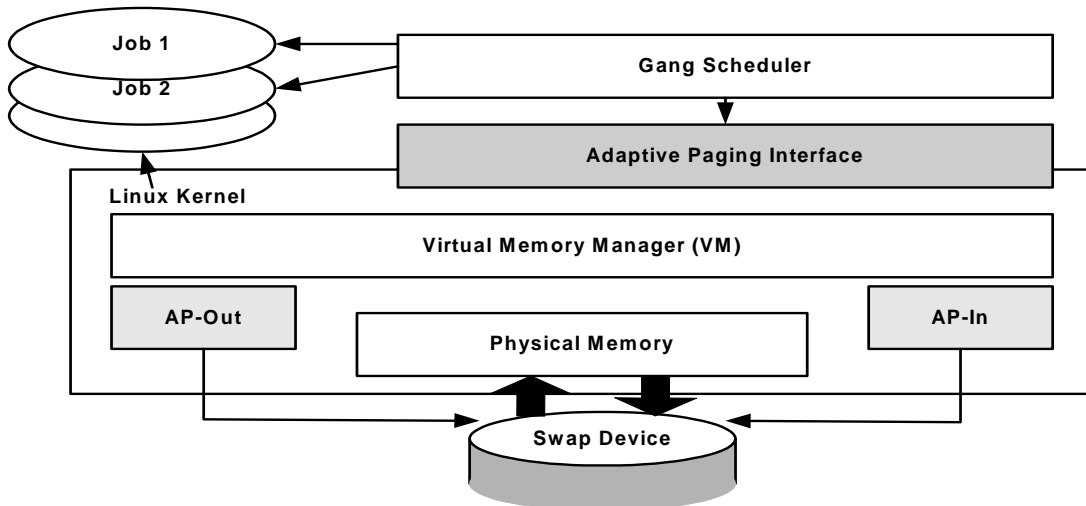 Job 1
Job 2
Gang Scheduler
Adaptive Paging Interface
Linux Kernel
Virtual Memory Manager (VM)
AP-Out
AP-In
Physical Memory
Swap Device